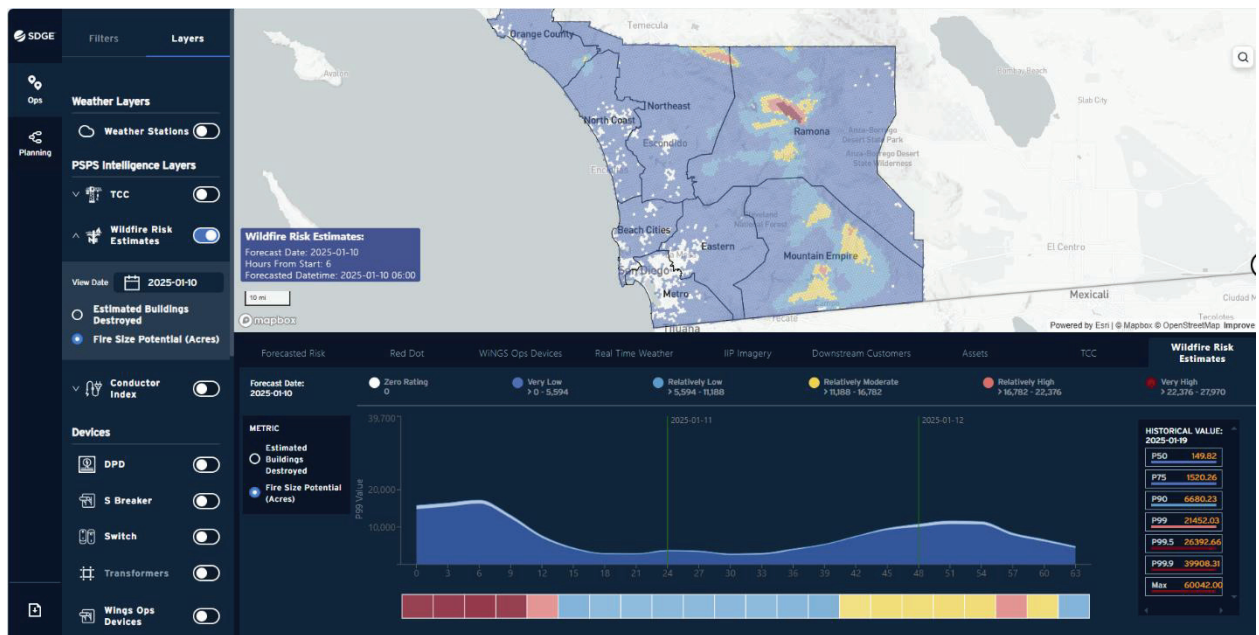 SDGE
Ops
Planning
Filters
Layers
Weather Layers
Weather Stations
PSPS Intelligence Layers
TCC
Wildfire Risk
Estimates
View Date
2025-01-10
Estimated Buildings
Destroyed
Fire Size Potential (Acres)
Conductor
Index
Devices
DPD
S Breaker
Switch
Transformers
Wings Ops
Devices
Temecula
Orange County
Avalon
Bombay Beach
Slab City
Northeast
North Coast
Escondido
Ramona
Anza-Borrego
Desert State Park
Anza-Borrego Desert
State Wilderness
Beach Cities
Eastern
Cleveland
National Forest
Mountain Empire
San Diego
Metro
El Centro
Mexicali
Tijuana
Tecate
Ciudad M
Tecolotes
Wildfire Risk Estimates:
Forecast Date: 2025-01-10
Hours From Start: 6
Forecasted Datetime: 2025-01-10 06:00
10 mi
mapbox
Powered by Esri | © Mapbox © OpenStreetMap Improve
Forecasted Risk
Red Dot
WiNGS Ops Devices
Real Time Weather
IIP Imagery
Downstream Customers
Assets
TCC
Wildfire Risk
Estimates
Forecast Date:
2025-01-10
Zero Rating
0
Very Low
> 0 - 5,594
Relatively Low
> 5,594 - 11,188
Relatively Moderate
> 11,188 - 16,782
Relatively High
> 16,782 - 22,376
Very High
> 22,376 - 27,970
METRIC
Estimated
Buildings
Destroyed
Fire Size Potential
(Acres)
P99 Value
39,700
20,000
10,000
2025-01-11
2025-01-12
0 3 6 9 12 15 18 21 24 27 30 33 36 39 42 45 48 51 54 57 60 63
HISTORICAL VALUE:
2025-01-19
P50 149.82
P75 1520.26
P90 6680.23
P99 21452.03
P99.5 26392.66
P99.9 39908.31
Max 60042.00